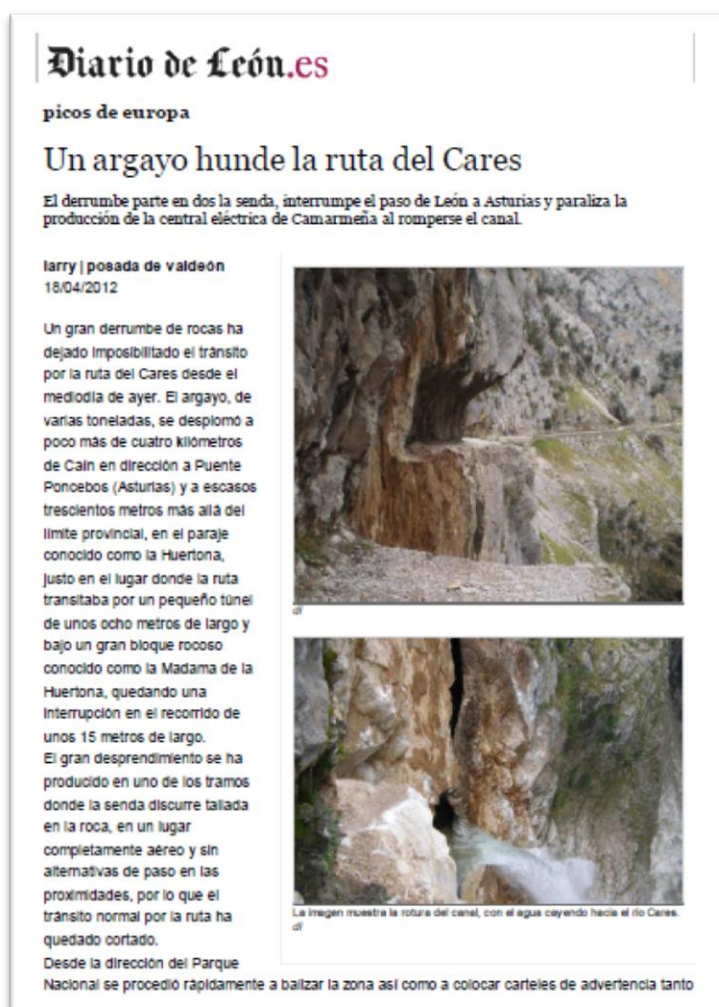 Diario de León.es
picos de europa
Un argayo hunde la ruta del Cares
El derrumbe parte en dos la senda, interrumpe el paso de León a Asturias y paraliza la
producción de la central eléctrica de Camarmeña al romperse el canal.
larry | posada de valdeón
18/04/2012
Un gran derrumbe de rocas ha
dejado imposibilitado el tránsito
por la ruta del Cares desde el
mediodía de ayer. El argayo, de
varias toneladas, se desplomó a
poco más de cuatro kilómetros
de Caín en dirección a Puente
Poncebos (Asturias) y a escasos
trescientos metros más allá del
límite provincial, en el paraje
conocido como la Huertona,
justo en el lugar donde la ruta
transitaba por un pequeño túnel
de unos ocho metros de largo y
bajo un gran bloque rocoso
conocido como la Madama de la
Huertona, quedando una
interrupción en el recorrido de
unos 15 metros de largo.
El gran desprendimiento se ha
producido en uno de los tramos
donde la senda discurre tallada
en la roca, en un lugar
completamente aéreo y sin
alternativas de paso en las
proximidades, por lo que el
tránsito normal por la ruta ha
quedado cortado.
dl
La imagen muestra la rotura del canal, con el agua cayendo hacia el río Cares.
dl
Desde la dirección del Parque
Nacional se procedió rápidamente a balizar la zona así como a colocar carteles de advertencia tanto